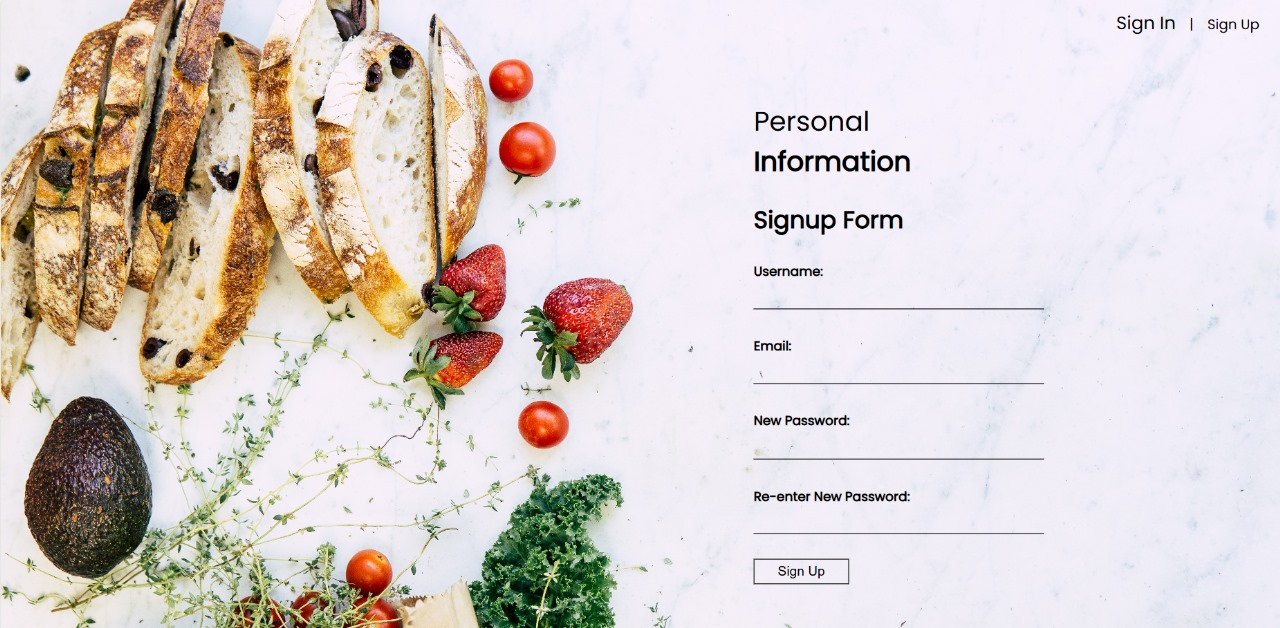 Sign In | Sign Up
Personal
Information
Signup Form
Username:
Email:
New Password:
Re-enter New Password:
Sign Up